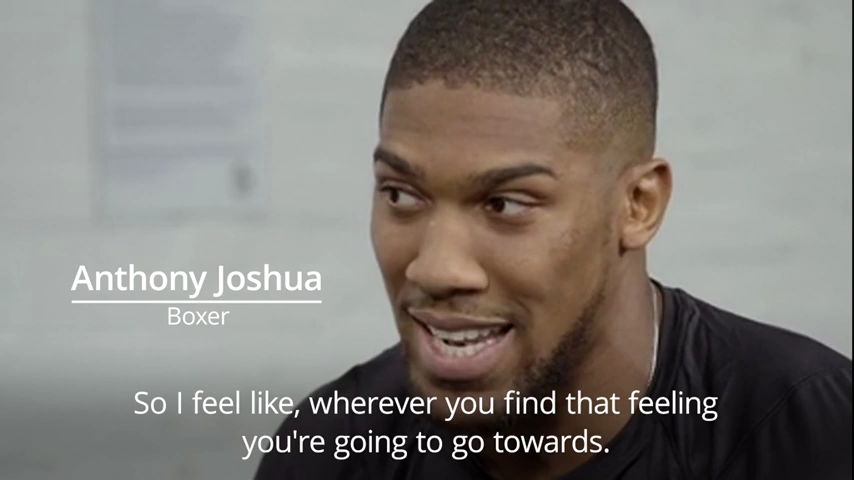 Anthony Joshua
Boxer
So I feel like, wherever you find that feeling
you're going to go towards.